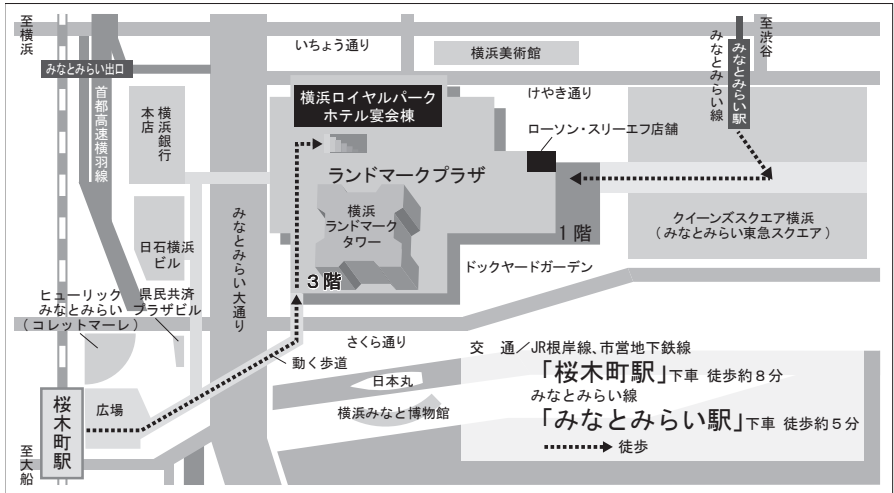 至横浜
いちょう通り
横浜美術館
みなとみらい線
みなとみらい駅
至渋谷
みなとみらい出口
首都高速横羽線
横浜銀行
本店
横浜ロイヤルパーク
ホテル宴会棟
けやき通り
ローソン・スリーエフ店舗
ランドマークプラザ
横浜
ランドマーク
タワー
みなとみらい大通り
1階
クイーンズスクエア横浜
（みなとみらい東急スクエア）
日石横浜
ビル
ドックヤードガーデン
3階
ヒューリック
みなとみらい
（コレットマーレ）
県民共済
プラザビル
さくら通り
動く歩道
日本丸
横浜みなと博物館
広場
桜木町駅
至大船
交　通／JR根岸線、市営地下鉄線
「桜木町駅」下車 徒歩約8分
みなとみらい線
「みなとみらい駅」下車 徒歩約5分
徒歩